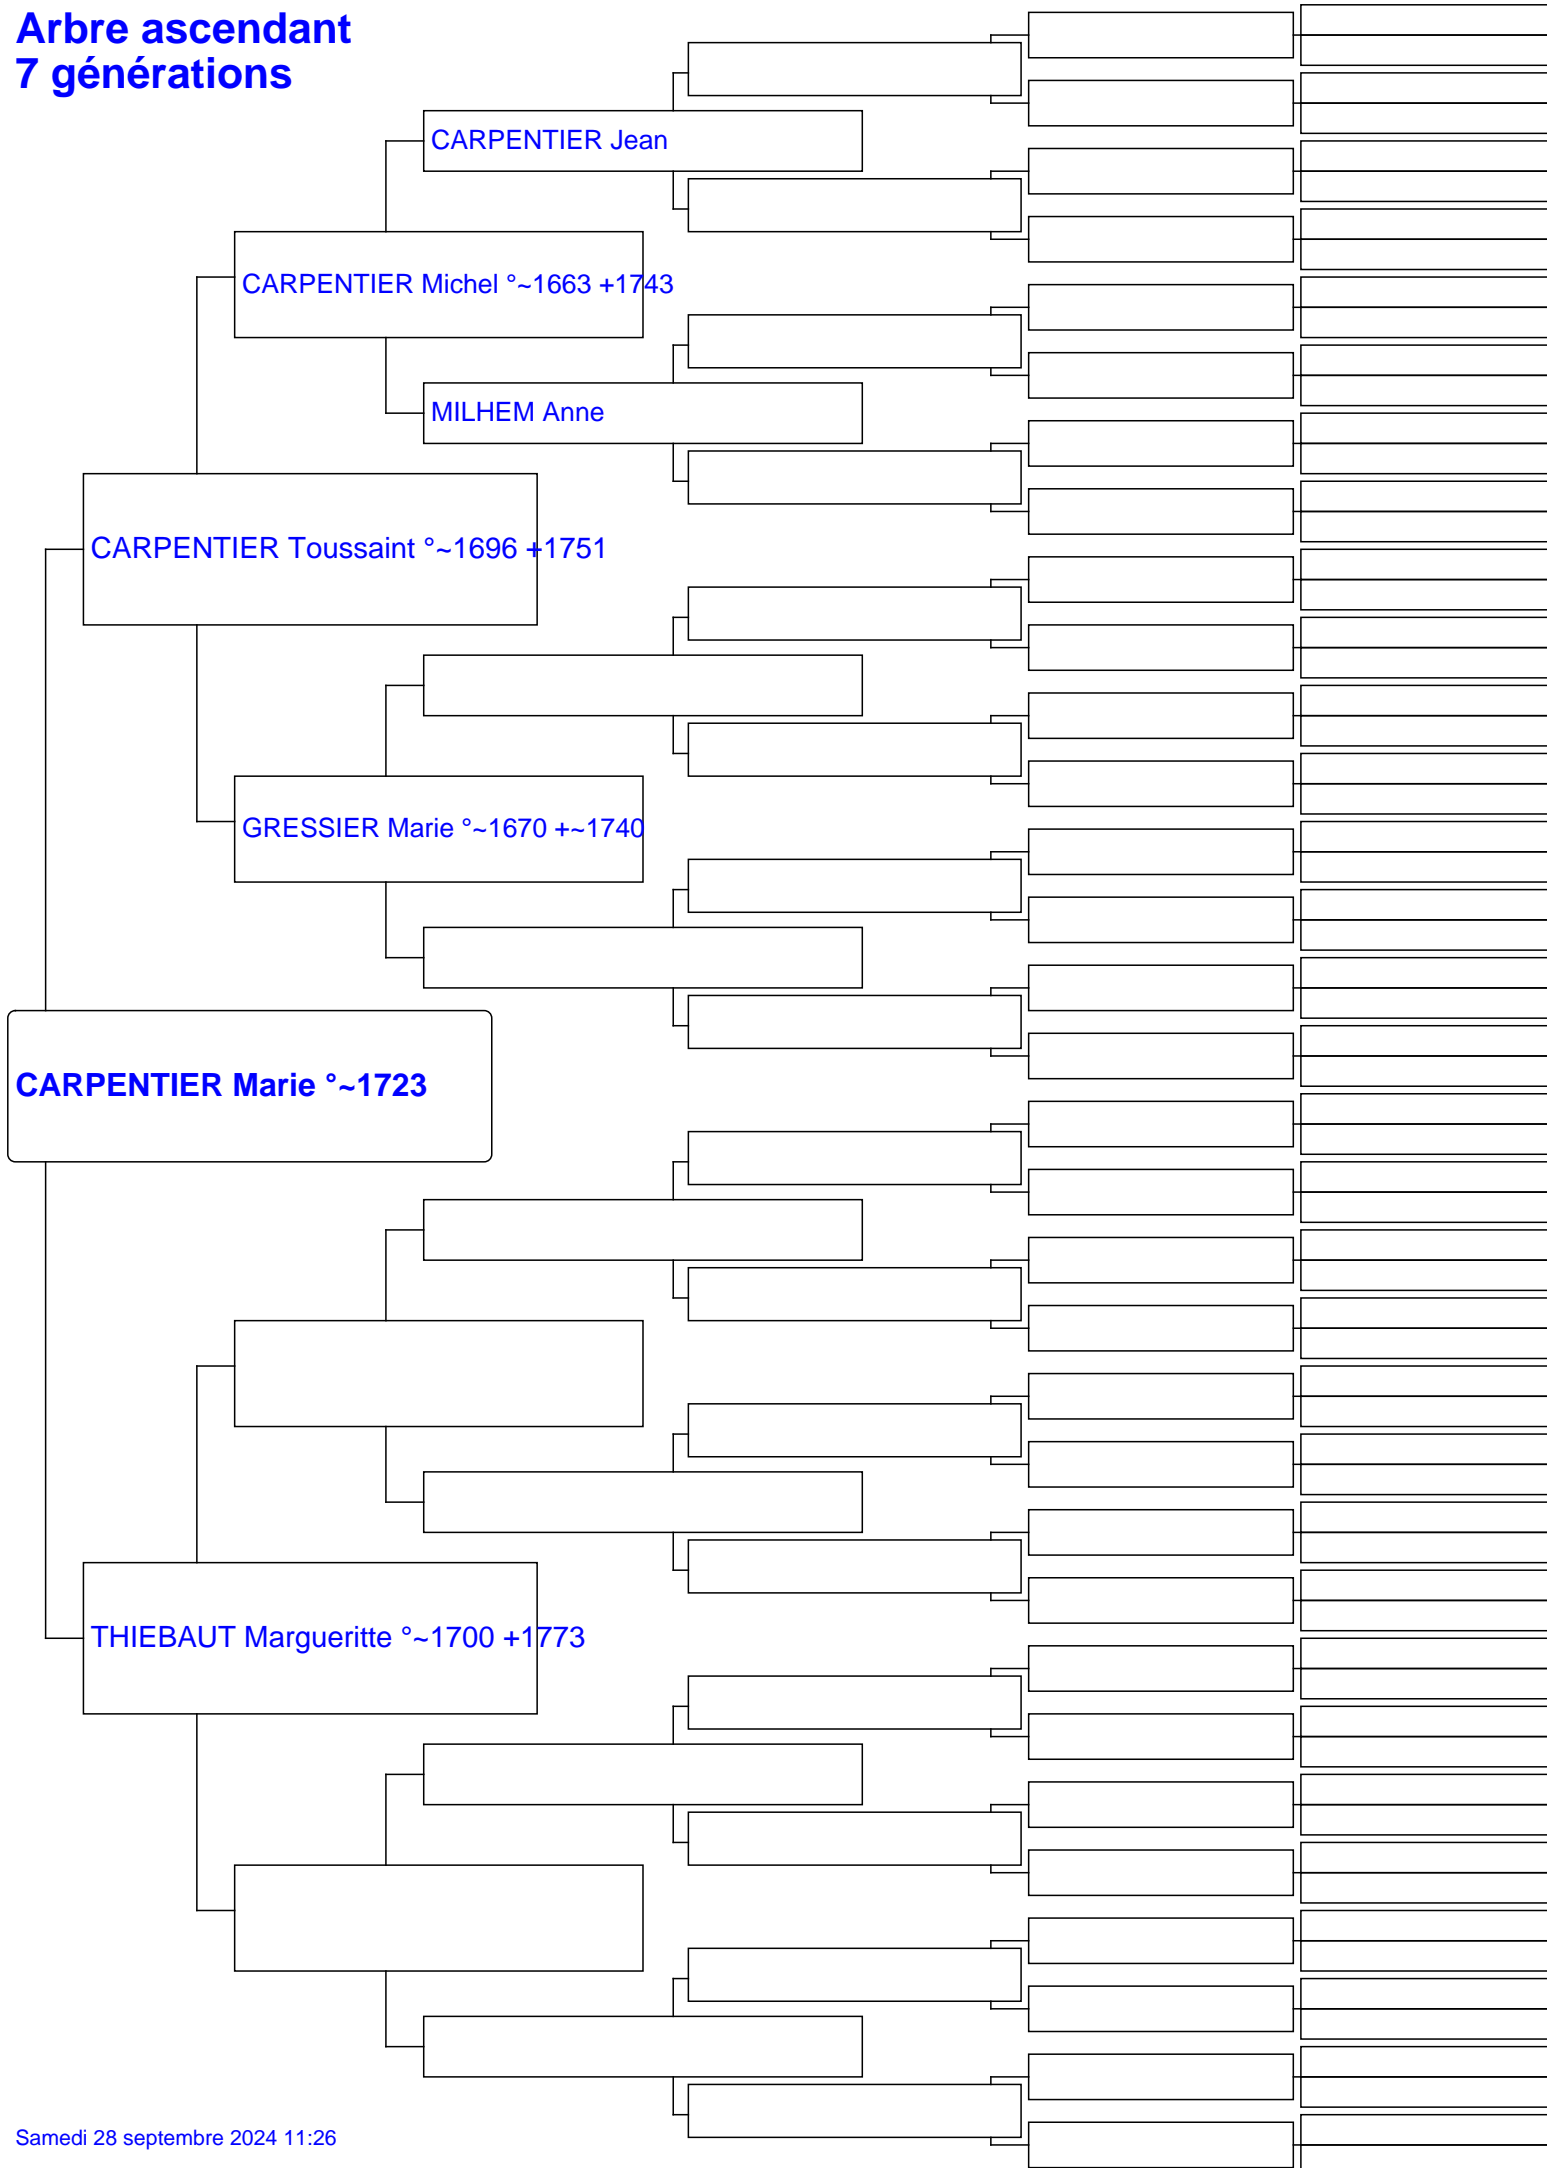 Arbre ascendant
7 générations
CARPENTIER Jean
CARPENTIER Michel °~1663 +1743
MILHEM Anne
CARPENTIER Toussaint °~1696 +1751
GRESSIER Marie °~1670 +~1740
CARPENTIER Marie °~1723
THIEBAUT Margueritte °~1700 +1773
Samedi 28 septembre 2024 11:26